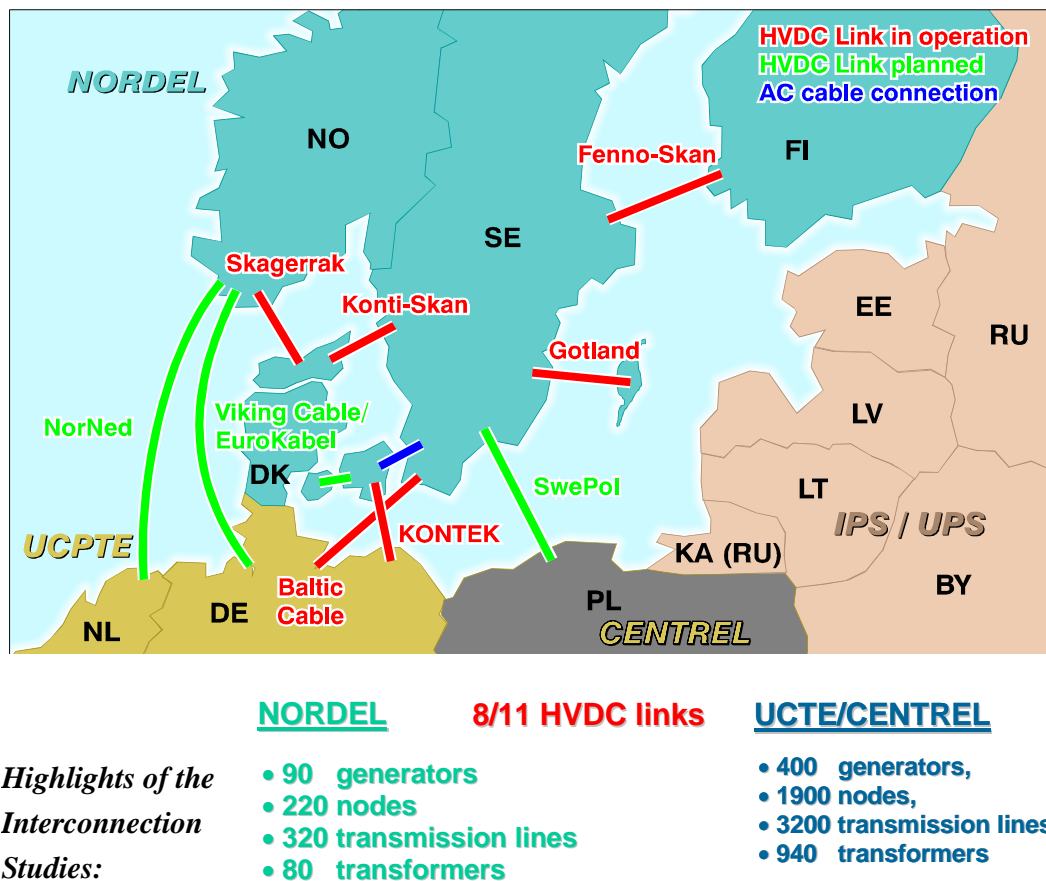 HVDC Link in operation
HVDC Link planned
AC cable connection
NORDEL
NO
FI
Fenno-Skan
SE
Skagerrak
Konti-Skan
EE
RU
Gotland
LV
NorNed
Viking Cable/
EuroKabel
DK
SwePol
LT
IPS / UPS
UCPTE
KONTEK
KA (RU)
BY
Baltic
Cable
NL
DE
PL
CENTREL
NORDEL
8/11 HVDC links
UCTE/CENTREL
Highlights of the
Interconnection
Studies:
• 90 generators
• 220 nodes
• 320 transmission lines
• 80 transformers
• 400 generators,
• 1900 nodes,
• 3200 transmission lines
• 940 transformers